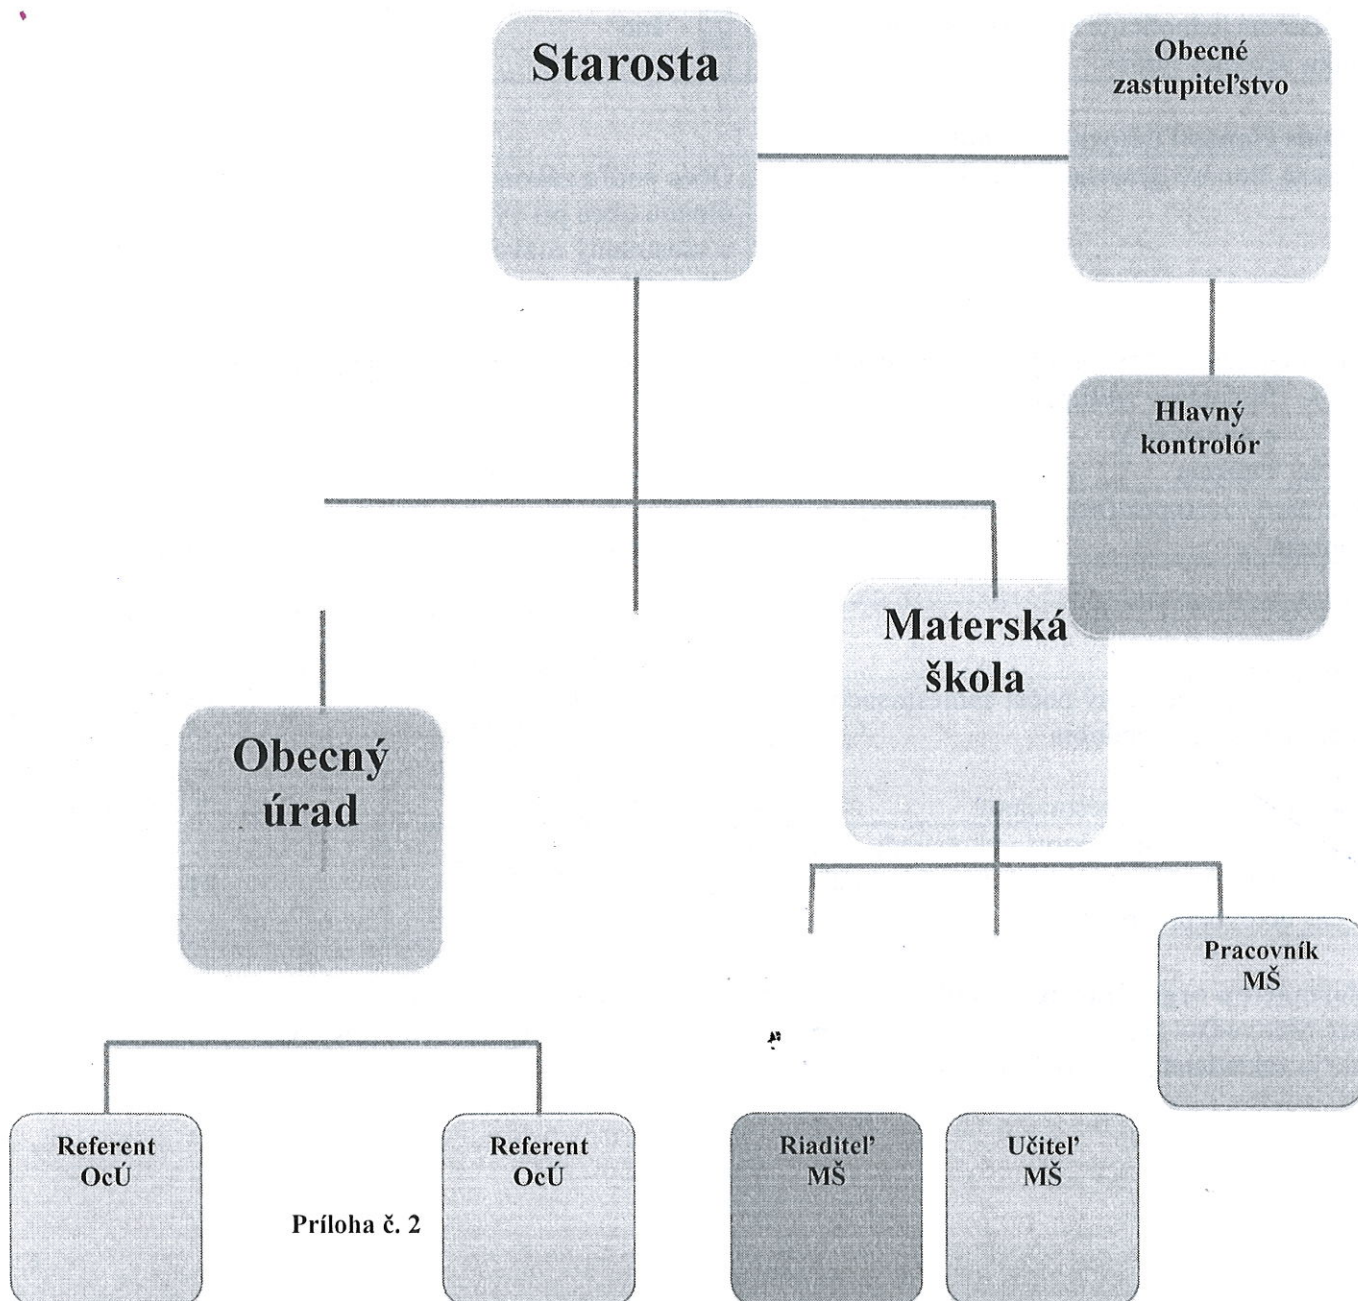 Starosta
Obecné
zastupiteľstvo
Hlavný
kontrolór
Materská
škola
Obecný
úrad
Pracovník
MŠ
Referent
OcÚ
Referent
OcÚ
Riaditeľ
MŠ
Učiteľ
MŠ
Príloha č. 2